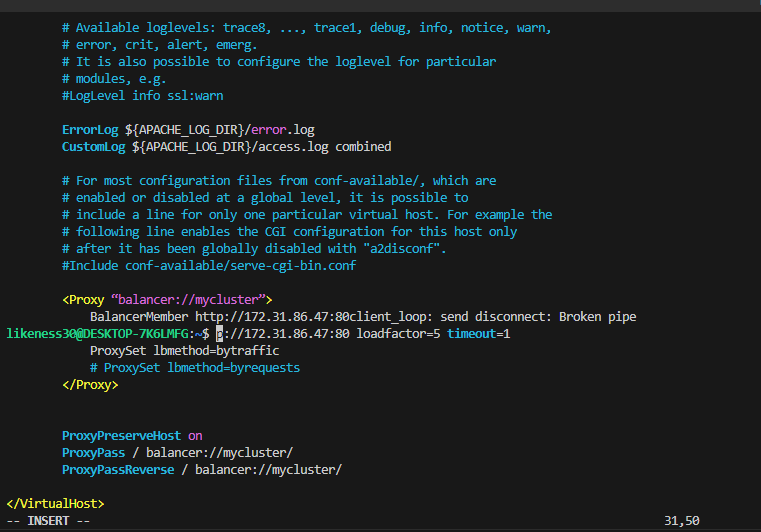 # Available loglevels: trace8, ..., trace1, debug, info, notice, warn,
# error, crit, alert, emerg.
# It is also possible to configure the loglevel for particular
# modules, e.g.
#LogLevel info ssl:warn
ErrorLog ${APACHE_LOG_DIR}/error.log
CustomLog ${APACHE_LOG_DIR}/access.log combined
# For most configuration files from conf-available/, which are
# enabled or disabled at a global level, it is possible to
# include a line for only one particular virtual host. For example the
# following line enables the CGI configuration for this host only
# after it has been globally disabled with "a2disconf".
#Include conf-available/serve-cgi-bin.conf
<Proxy “balancer://mycluster”>
BalancerMember http://172.31.86.47:80client_loop: send disconnect: Broken pipe
likeness30@DESKTOP-7K6LMFG:~$ p://172.31.86.47:80 loadfactor=5 timeout=1
ProxySet lbmethod=bytraffic
# ProxySet lbmethod=byrequests
</Proxy>
ProxyPreserveHost on
ProxyPass / balancer://mycluster/
ProxyPassReverse / balancer://mycluster/
</VirtualHost>
-- INSERT -- 31,50